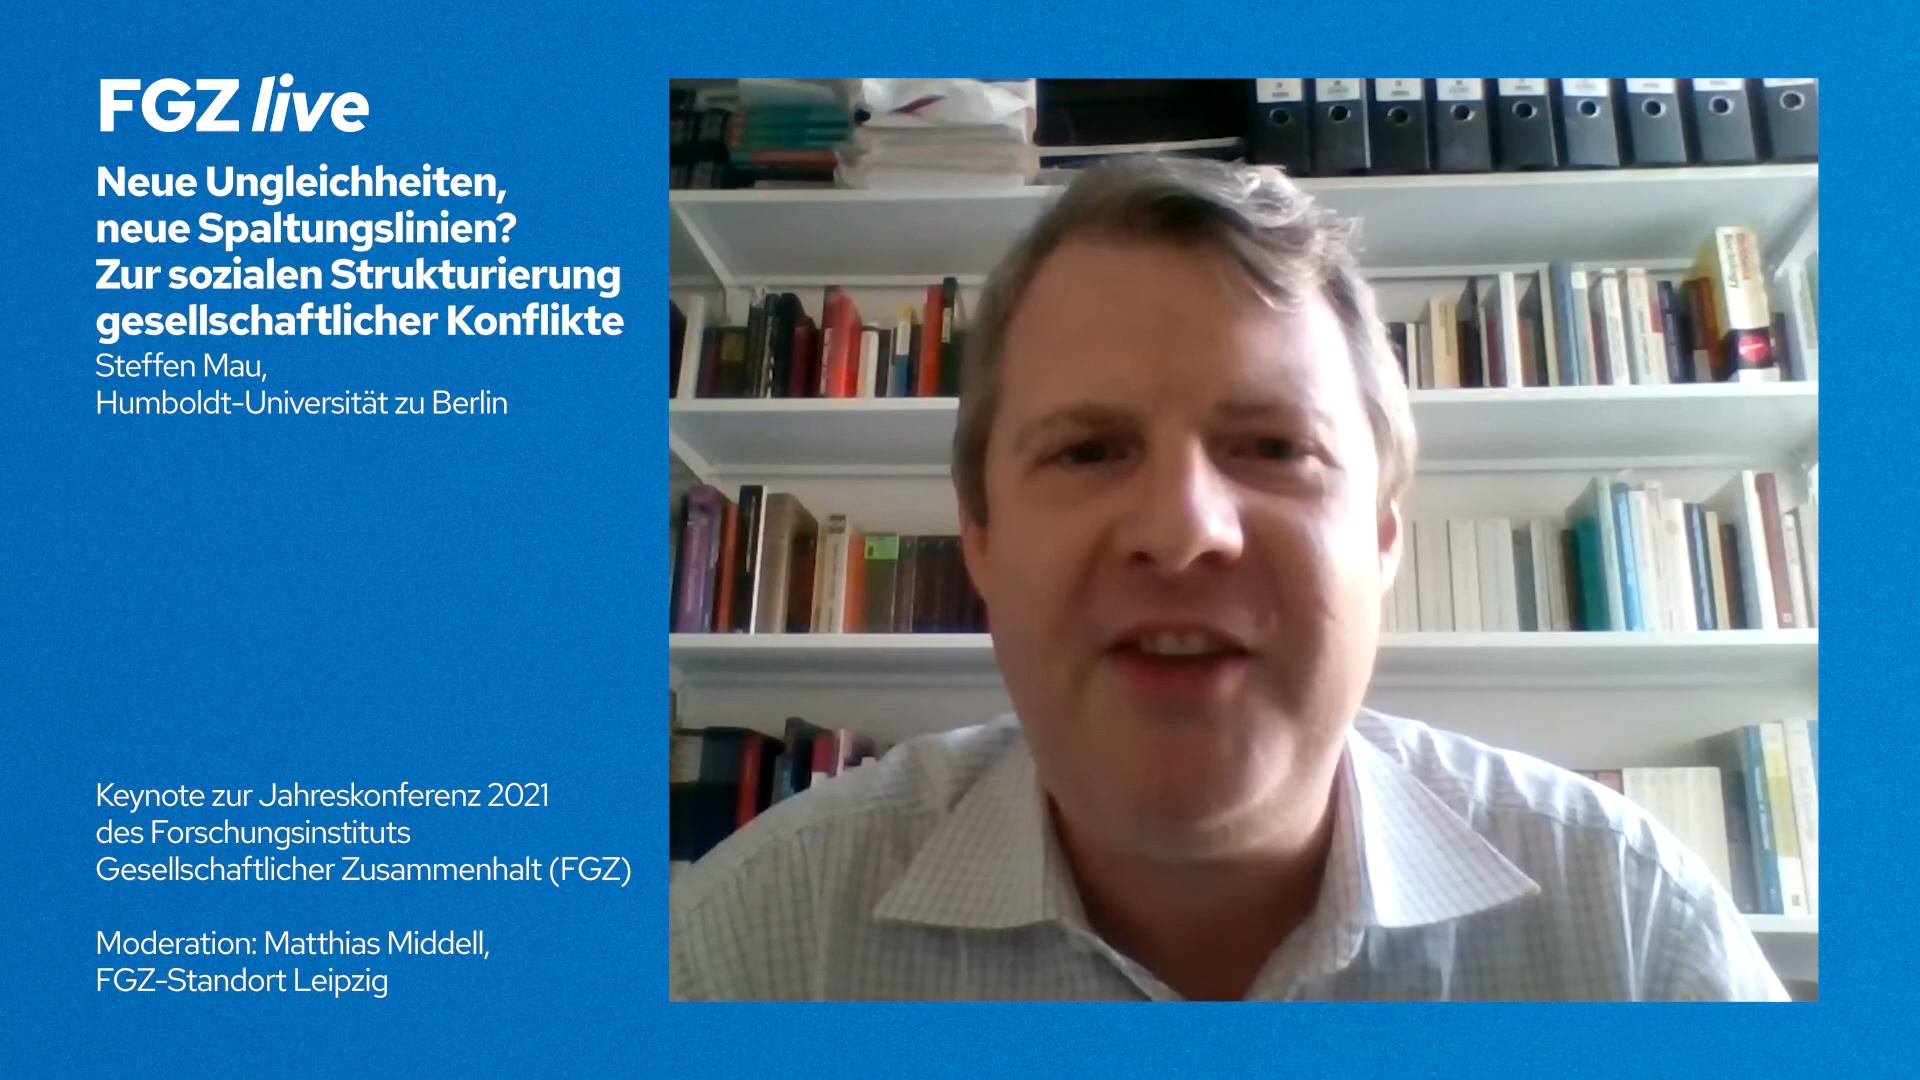 FGZ live
Neue Ungleichheiten,
neue Spaltungslinien?
Zur sozialen Strukturierung
gesellschaftlicher Konflikte
Steffen Mau,
Humboldt-Universität zu Berlin
Keynote zur Jahreskonferenz 2021
des Forschungsinstituts
Gesellschaftlicher Zusammenhalt (FGZ)
Moderation: Matthias Middell,
FGZ-Standort Leipzig